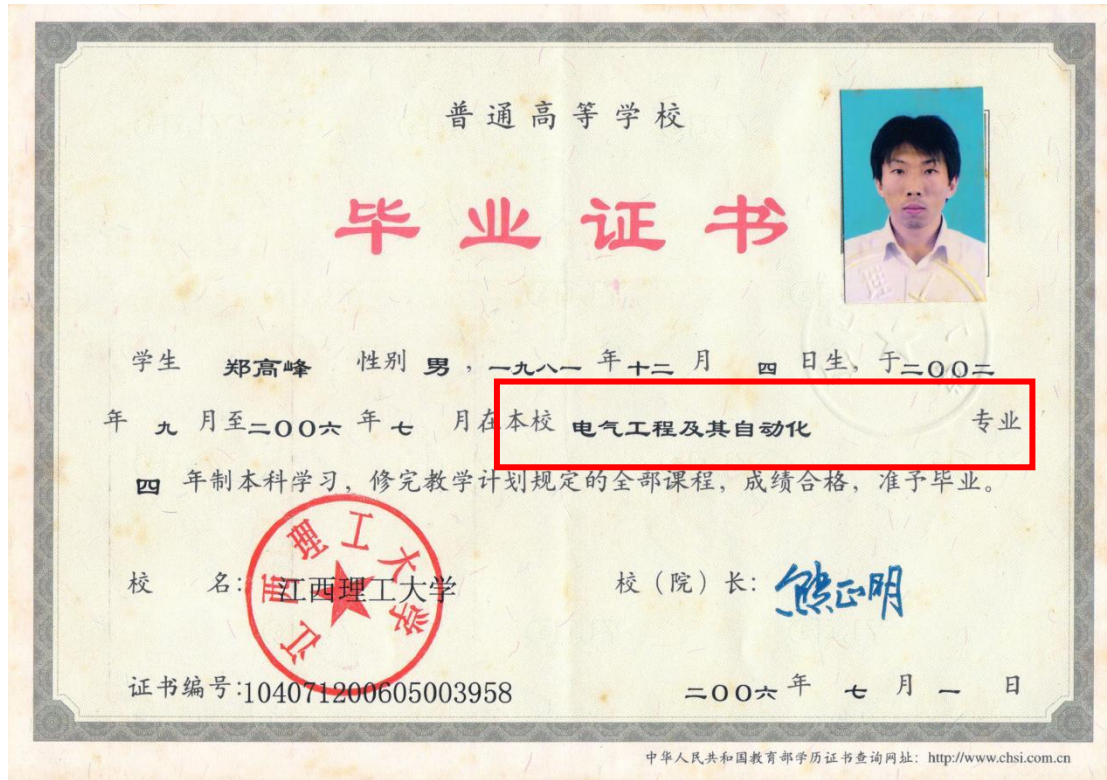 普通高等学校
毕业证书
学生 郑高峰 性别 男，一九八一 年 十二 月 四 日生，于二〇〇二
年 九 月至二〇〇六 年 七 月在本校 电气工程及其自动化 专业
四 年制本科学习，修完教学计划规定的全部课程，成绩合格，准予毕业。
校 名：江西理工大学
江西理工大学
校（院）长：熊正明
证书编号：104071200605003958
二〇〇六 年 七 月 一 日
中华人民共和国教育部学历证书查询网址：http://www.chsi.com.cn